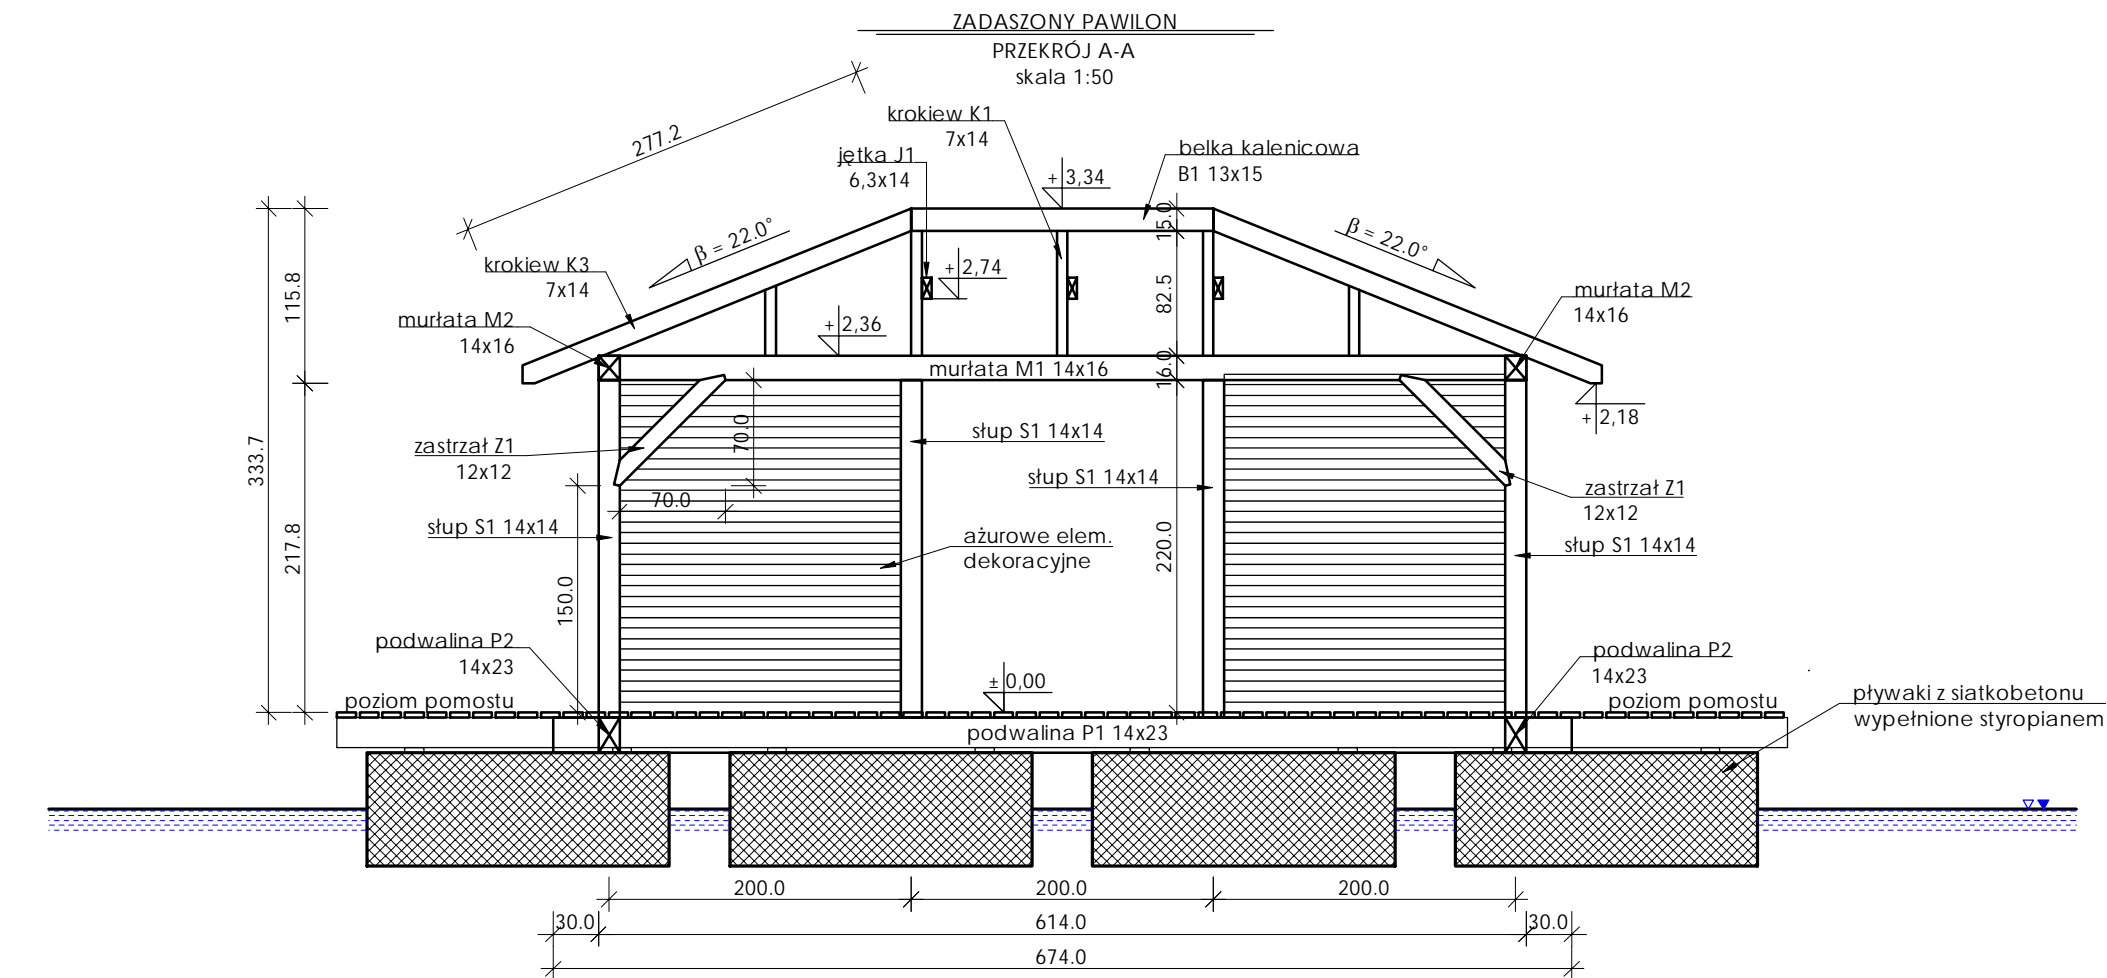 ZADASZONY PAWILON
PRZEKRÓJ A-A
skala 1:50
277.2
krokiew K1
7x14
jętka J1
6,3x14
belka kalenicowa
B1 13x15
+ 3,34
15.0
β = 22.0°
β = 22.0°
krokiew K3
7x14
+ 2,74
82.5
115.8
murłata M2
14x16
murłata M2
14x16
+ 2,36
murłata M1 14x16
16.0
+ 2,18
333.7
217.8
zastrzał Z1
12x12
70.0
70.0
słup S1 14x14
słup S1 14x14
zastrzał Z1
12x12
słup S1 14x14
słup S1 14x14
ażurowe elem.
dekoracyjne
220.0
150.0
podwalina P2
14x23
podwalina P2
14x23
± 0,00
poziom pomostu
poziom pomostu
pływaki z siatkobetonu
wypełnione styropianem
podwalina P1 14x23
200.0
200.0
200.0
30.0
614.0
30.0
674.0